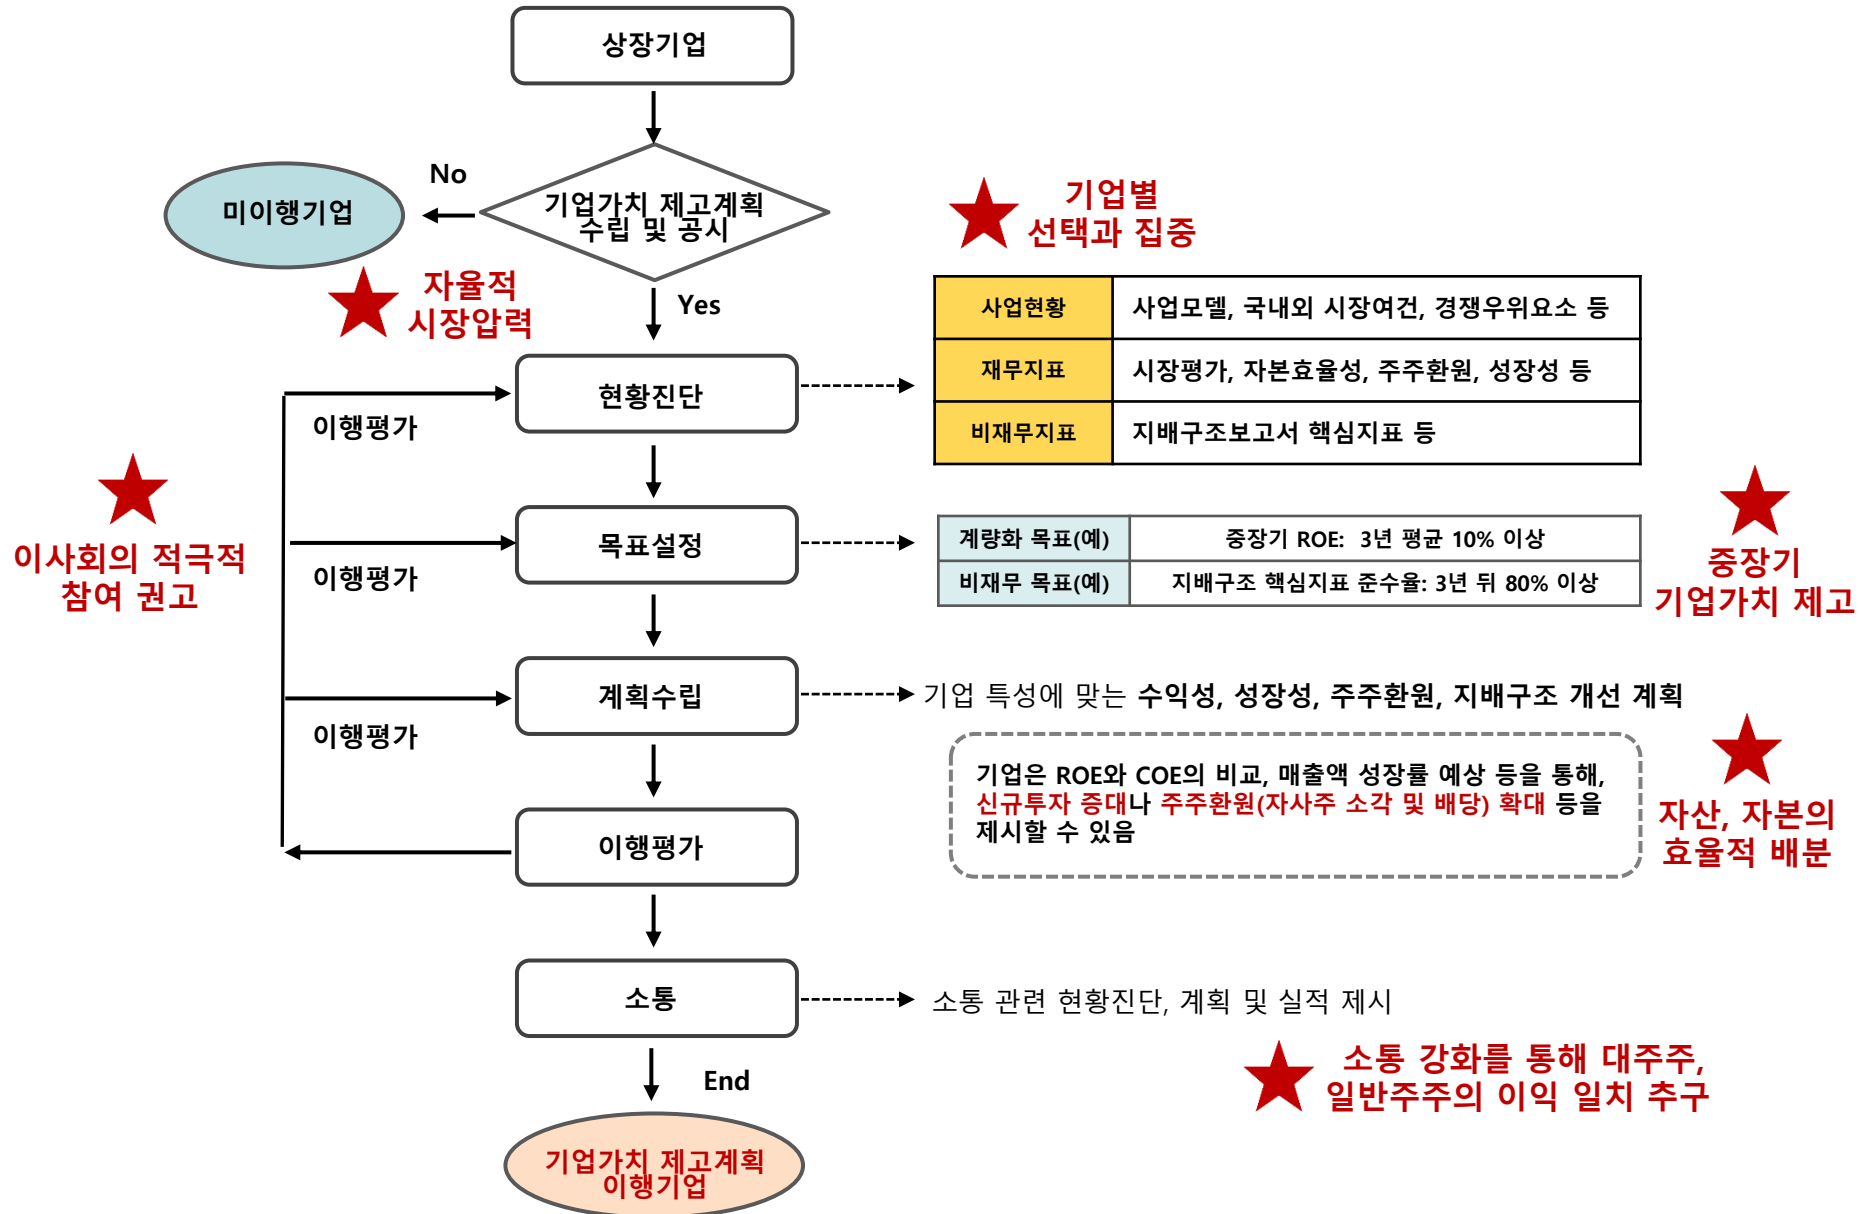 상장기업
No
미이행기업
기업가치 제고계획
수립 및 공시
기업별
선택과 집중
자율적
시장압력
Yes
사업현황 사업모델, 국내외 시장여건, 경쟁우위요소 등
재무지표 시장평가, 자본효율성, 주주환원, 성장성 등
비재무지표 지배구조보고서 핵심지표 등
현황진단
이행평가
이사회의 적극적
참여 권고
목표설정
이행평가
계량화 목표(예) 중장기 ROE: 3년 평균 10% 이상
비재무 목표(예) 지배구조 핵심지표 준수율: 3년 뒤 80% 이상
중장기
기업가치 제고
계획수립
이행평가
기업 특성에 맞는 수익성, 성장성, 주주환원, 지배구조 개선 계획
기업은 ROE와 COE의 비교, 매출액 성장률 예상 등을 통해,
신규투자 증대나 주주환원(자사주 소각 및 배당) 확대 등을
제시할 수 있음
자산, 자본의
효율적 배분
이행평가
소통
소통 관련 현황진단, 계획 및 실적 제시
소통 강화를 통해 대주주,
일반주주의 이익 일치 추구
End
기업가치 제고계획
이행기업